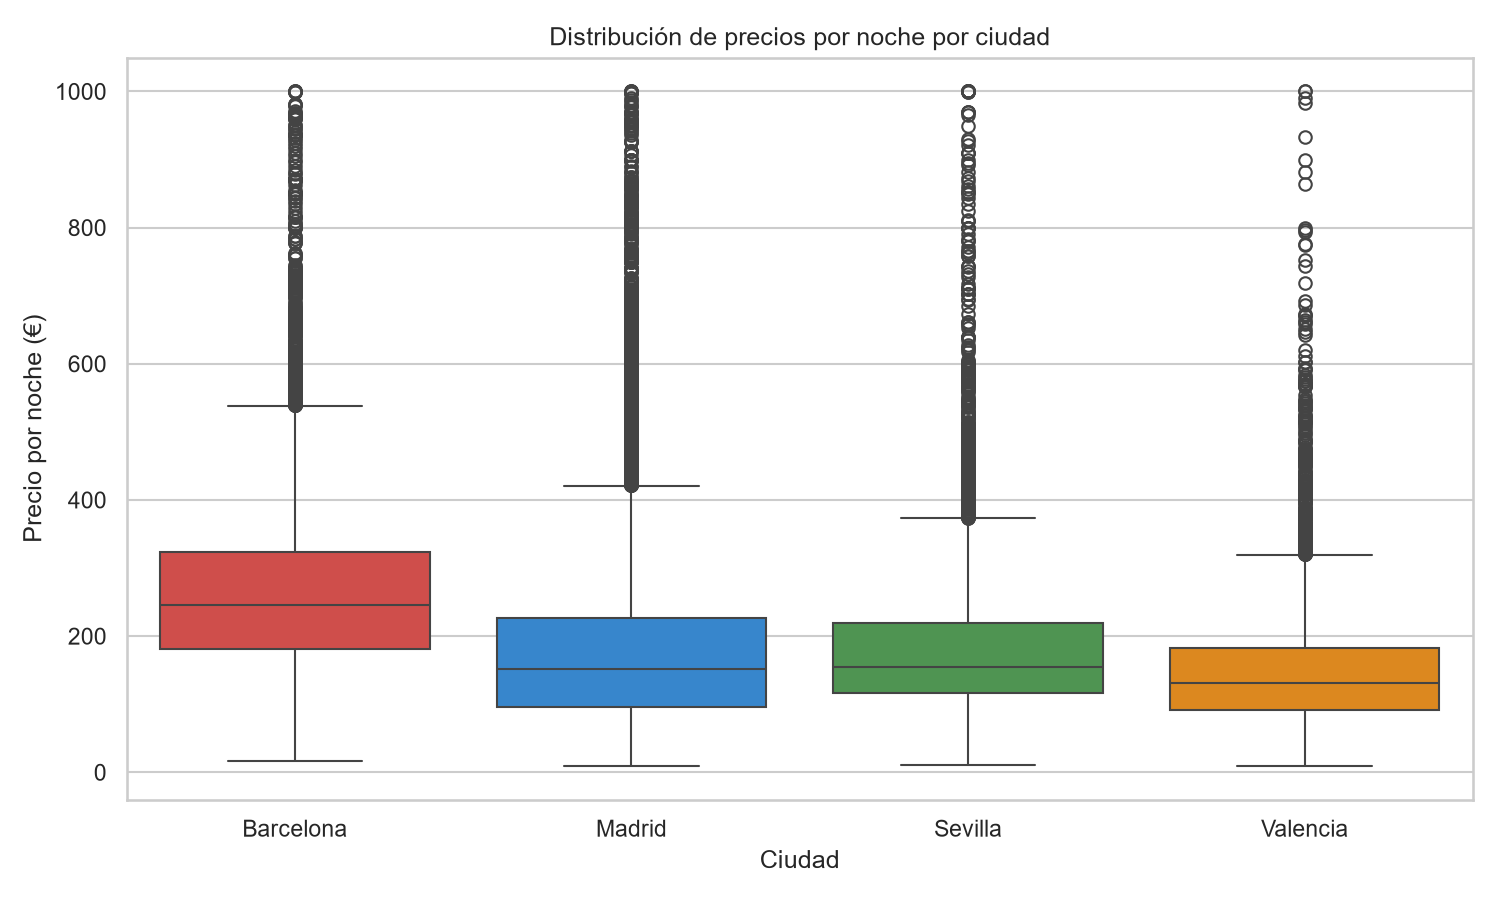 Distribución de precios por noche por ciudad
Precio por noche (€)
1000
800
600
400
200
0
Barcelona Madrid Sevilla Valencia
Ciudad